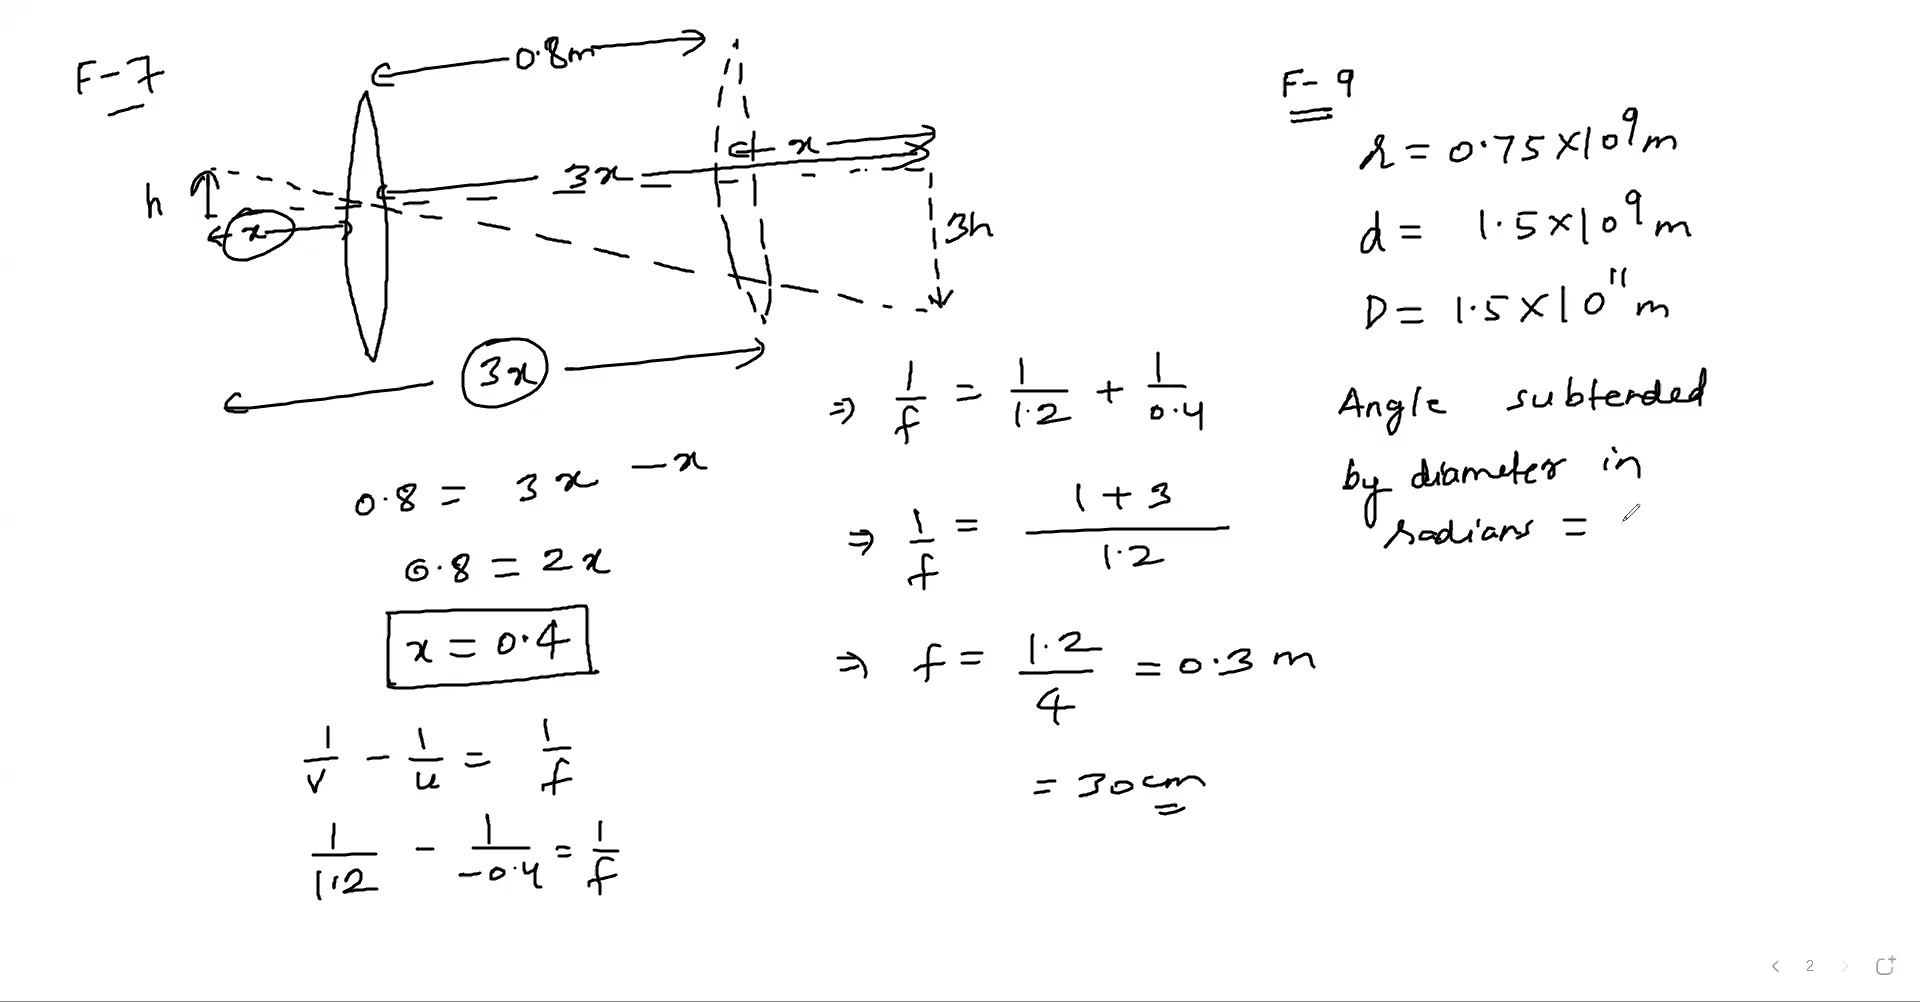 F-7
0.8m
x
3x
h
x
3h
3x
0.8 = 3x - x
0.8 = 2x
x = 0.4
1/v - 1/u = 1/f
1/1.2 - 1/-0.4 = 1/f
⇒ 1/f = 1/1.2 + 1/0.4
⇒ 1/f = 1+3/1.2
⇒ f = 1.2/4 = 0.3 m
= 30cm
F-9
r = 0.75×10⁹m
d = 1.5×10⁹m
D = 1.5×10¹¹m
Angle subtended
by diameter in
radians =
2